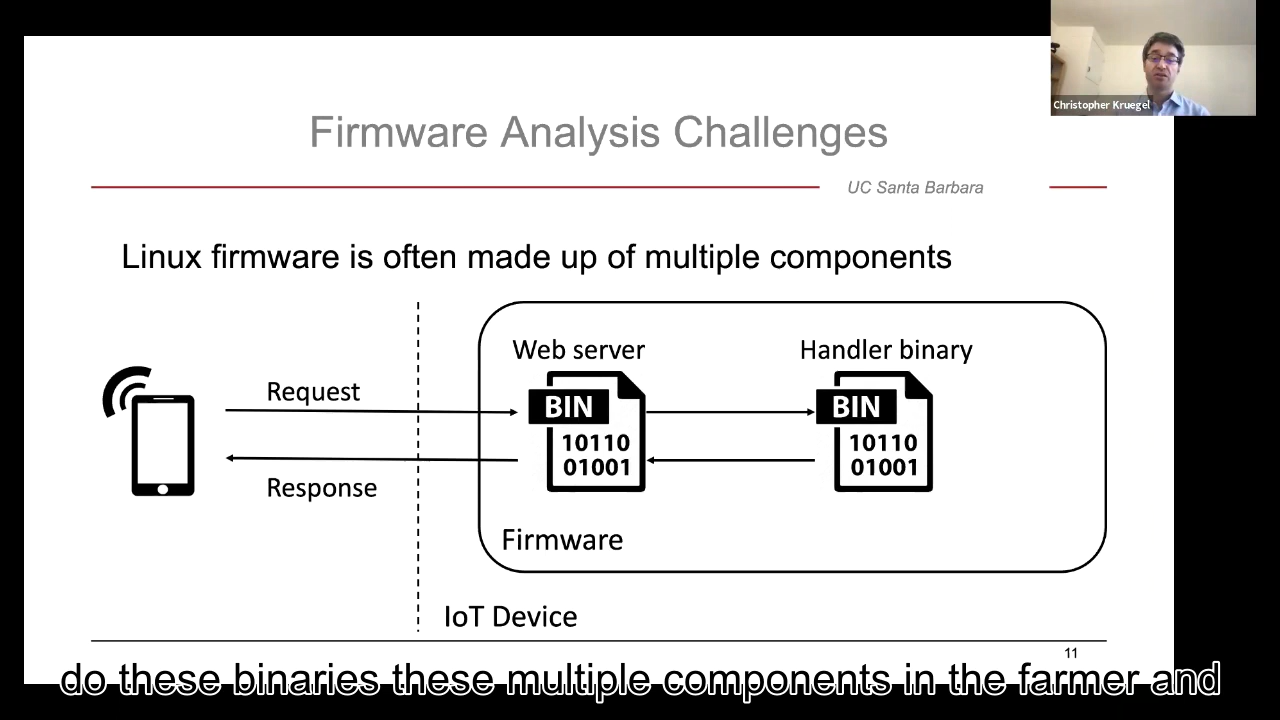 Christopher Kruegel
Firmware Analysis Challenges
UC Santa Barbara
Linux firmware is often made up of multiple components
Web server
Handler binary
Request
BIN
10110
01001
BIN
10110
01001
Response
Firmware
IoT Device
11
do these binaries these multiple components in the farmer and